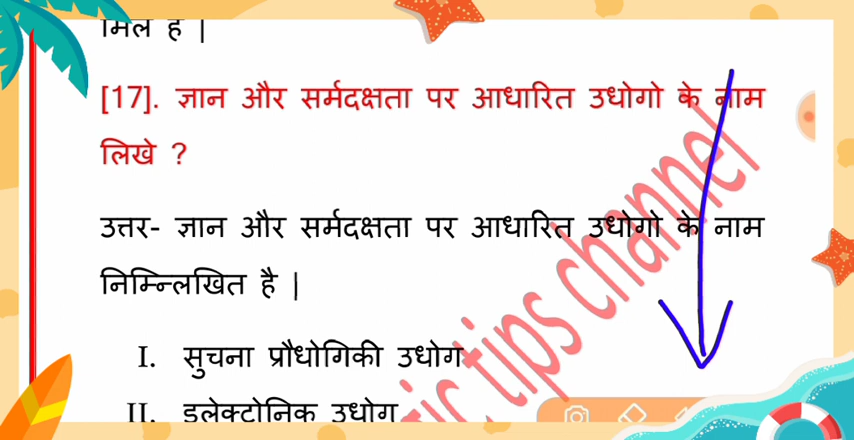 मिले है |
[17]. ज्ञान और सर्मदक्षता पर आधारित उधोगो के नाम
लिखे ?
उत्तर- ज्ञान और सर्मदक्षता पर आधारित उधोगो के नाम
निम्न्लिखित है |
I. सुचना प्रौधोगिकी उधोग
II. इलेक्टोनिक उधोग
ic tips channel